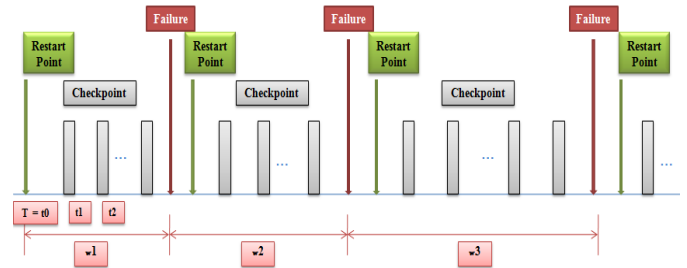 Failure
Failure
Failure
Restart
Point
Restart
Point
Restart
Point
Restart
Point
Checkpoint
Checkpoint
Checkpoint
...
...
...
...
T = t0
t1
t2
w1
w2
w3